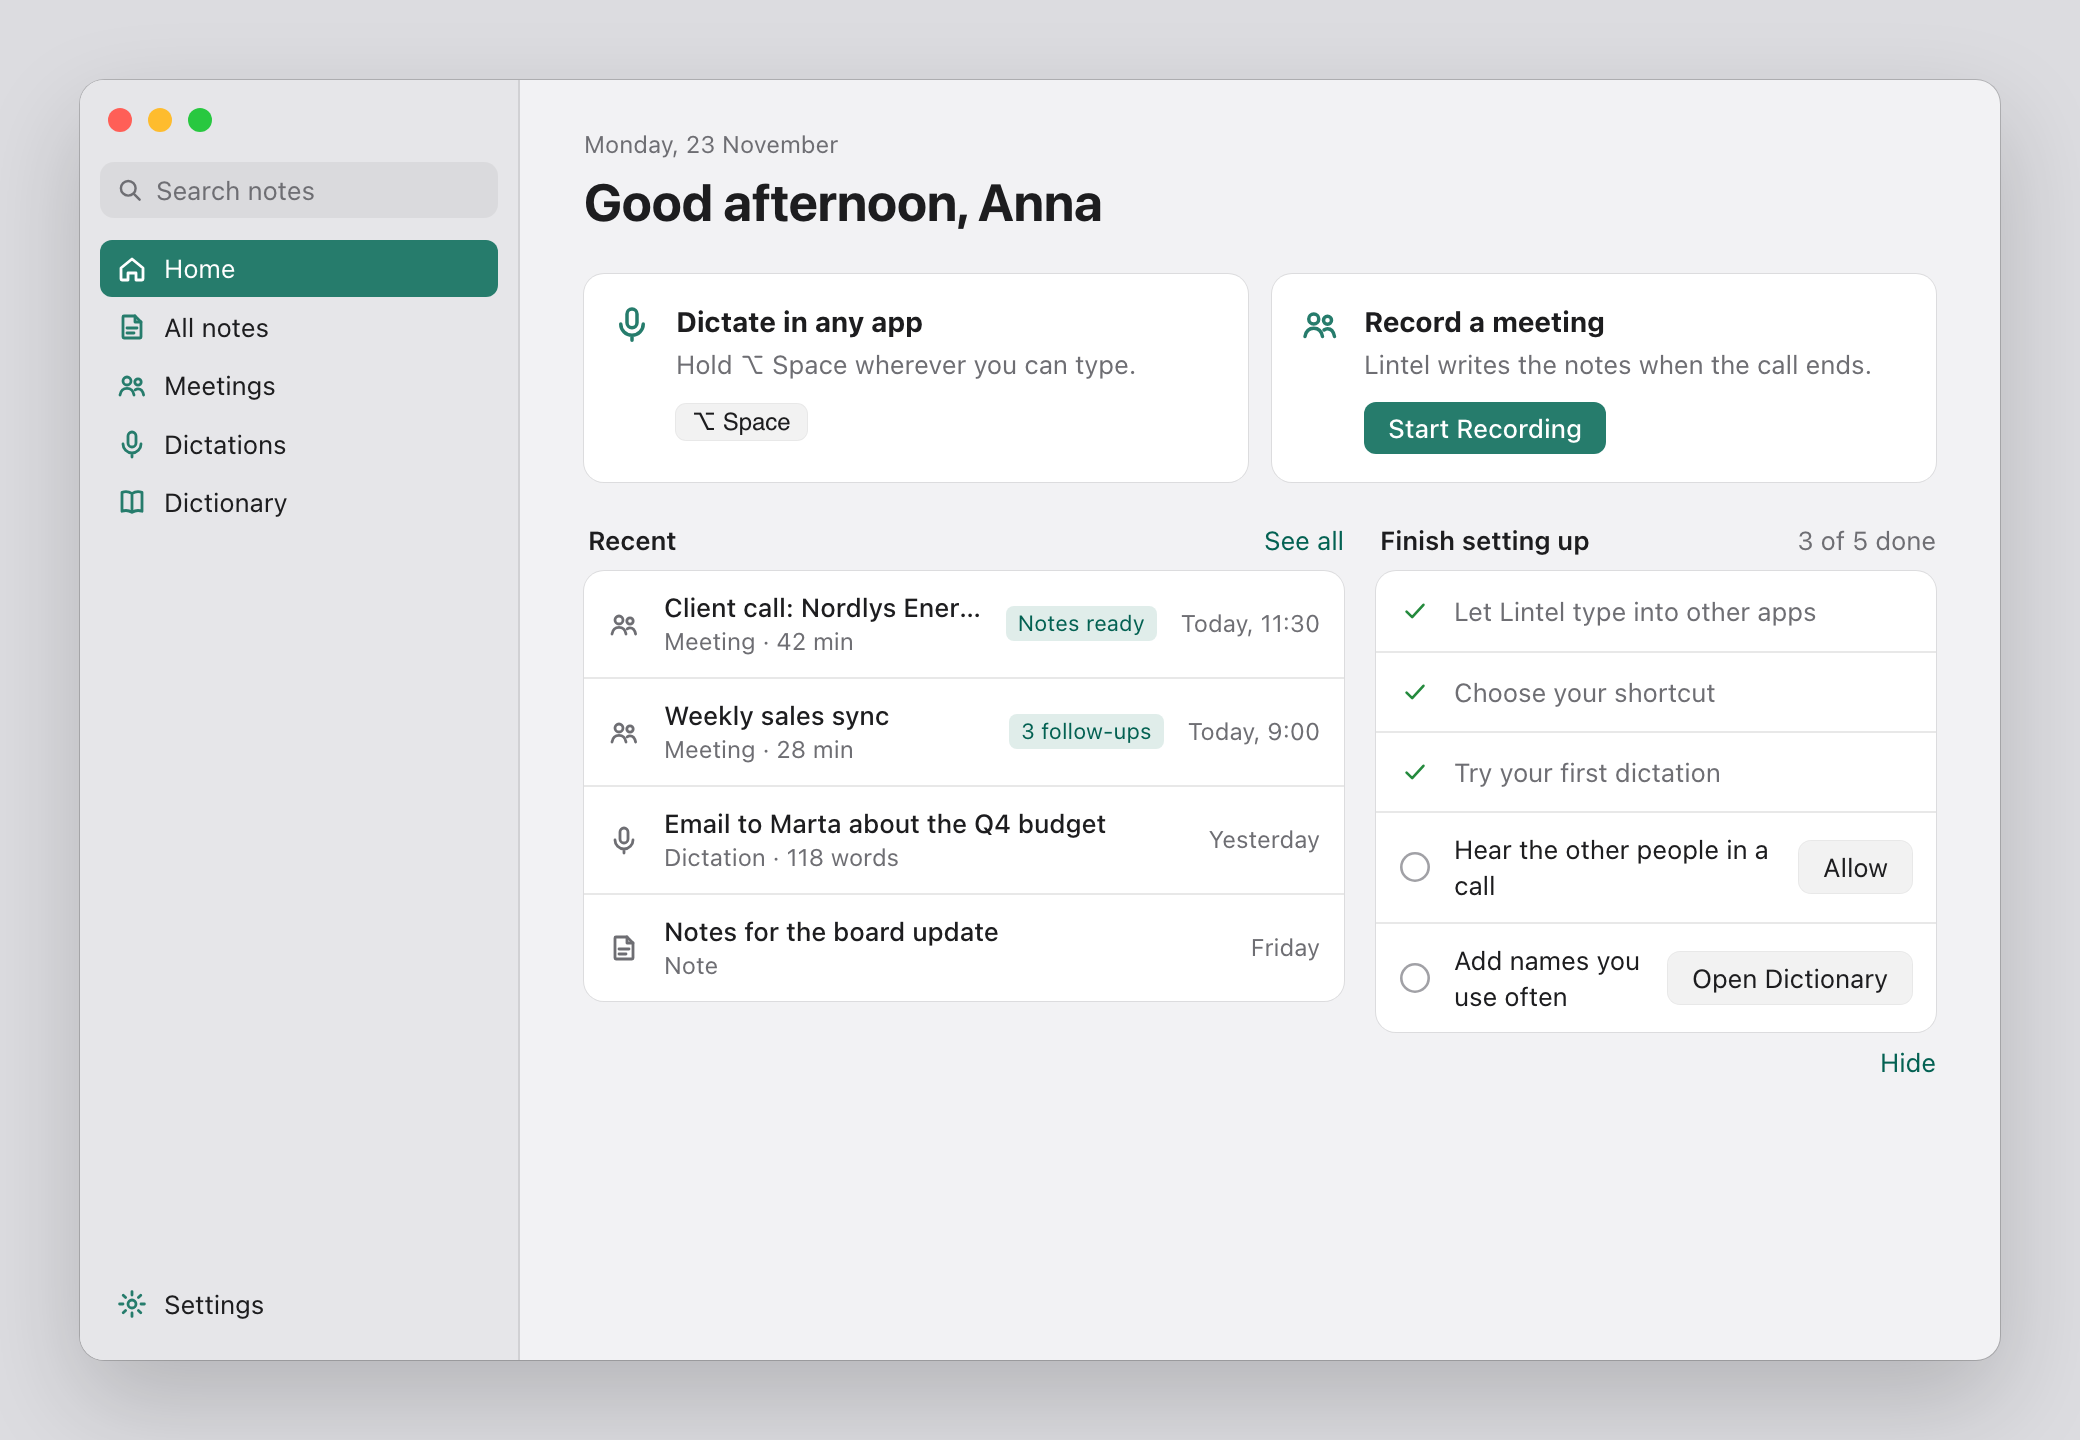 Search notes
Home
All notes
Meetings
Dictations
Dictionary
Settings
Monday, 23 November
Good afternoon, Anna
Dictate in any app
Hold ⌥ Space wherever you can type.
⌥ Space
Record a meeting
Lintel writes the notes when the call ends.
Start Recording
Recent
See all
Client call: Nordlys Ener...
Meeting · 42 min
Notes ready
Today, 11:30
Weekly sales sync
Meeting · 28 min
3 follow-ups
Today, 9:00
Email to Marta about the Q4 budget
Dictation · 118 words
Yesterday
Notes for the board update
Note
Friday
Finish setting up
3 of 5 done
Let Lintel type into other apps
Choose your shortcut
Try your first dictation
Hear the other people in a
call
Allow
Add names you
use often
Open Dictionary
Hide